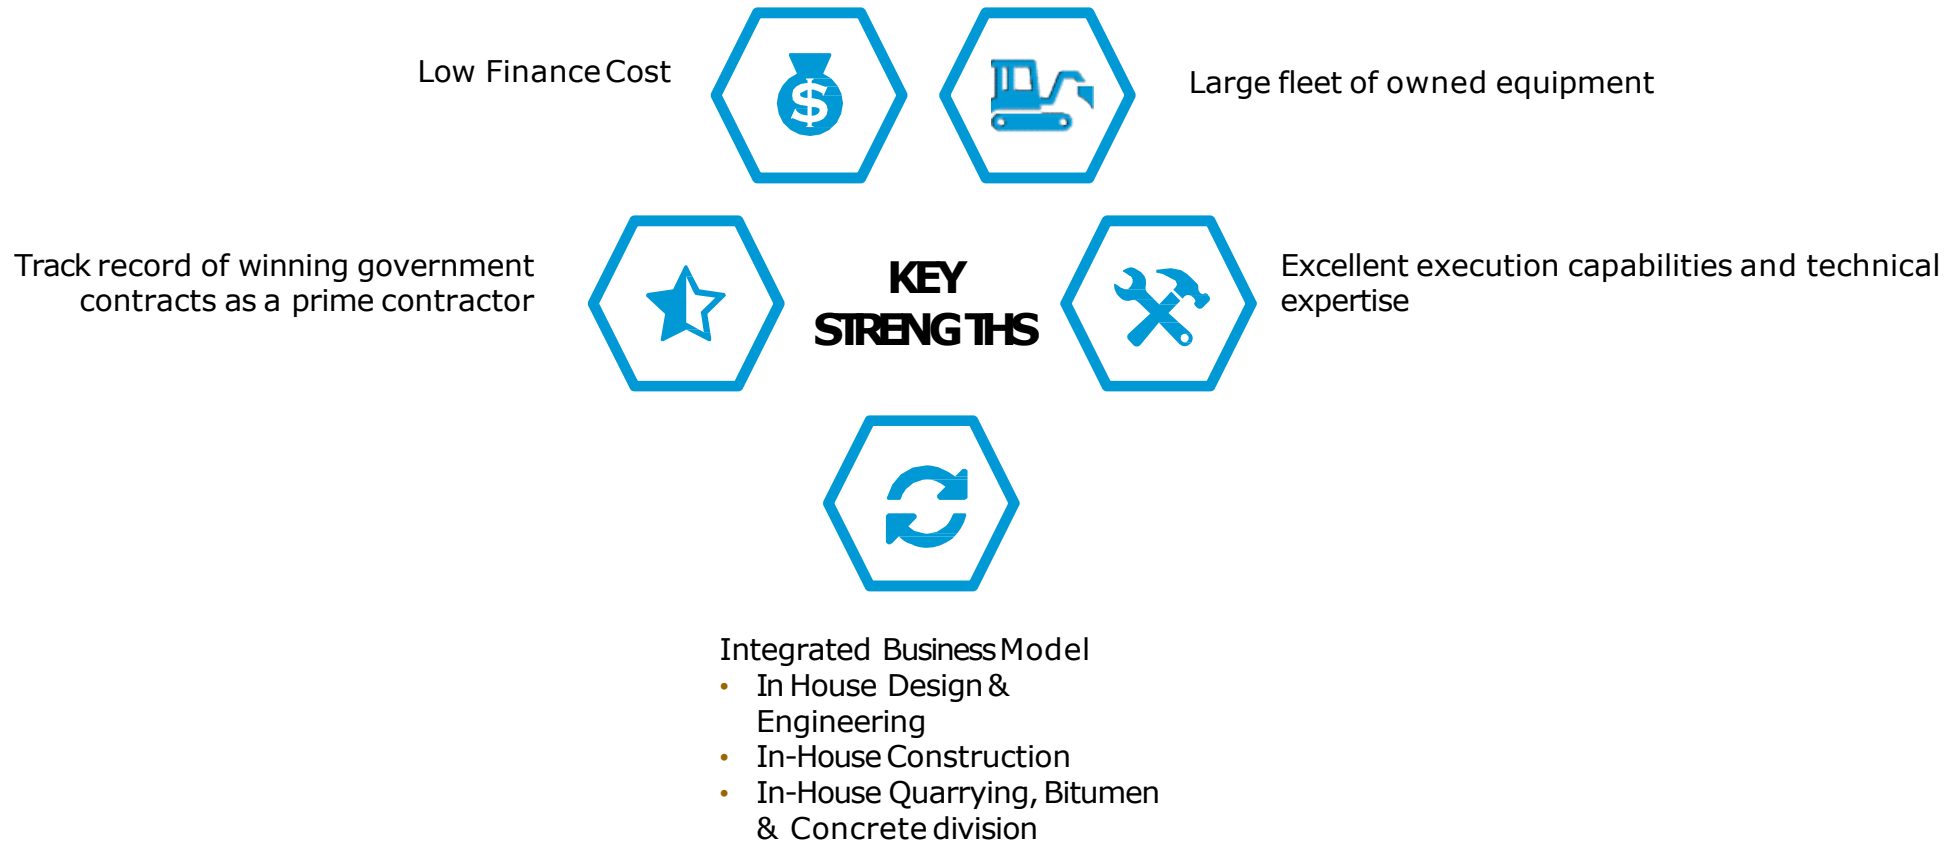 Low Finance Cost
Large fleet of owned equipment
Track record of winning government
contracts as a prime contractor
KEY
STRENGTHS
Excellent execution capabilities and technical
expertise
Integrated Business Model
• In House Design &
Engineering
• In-House Construction
• In-House Quarrying, Bitumen
& Concrete division